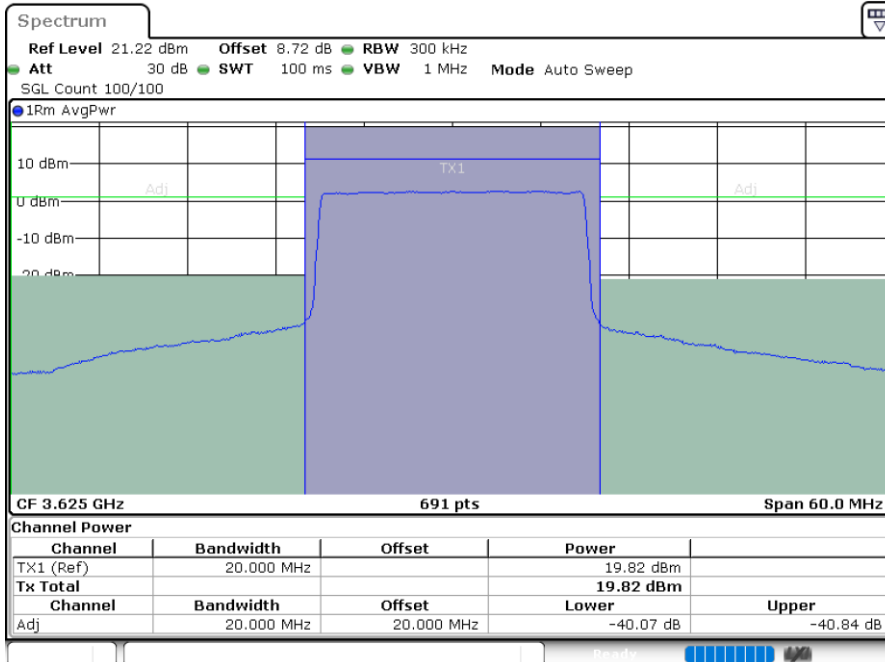 Spectrum
Ref Level 21.22 dBm Offset 8.72 dB RBW 300 kHz
Att 30 dB SWT 100 ms VBW 1 MHz Mode Auto Sweep
SGL Count 100/100
1Rm AvgPwr
10 dBm
TX1
Adj Adj
0 dBm
-10 dBm
-20 dBm
CF 3.625 GHz 691 pts Span 60.0 MHz
Channel Power
Channel Bandwidth Offset Power
TX1 (Ref) 20.000 MHz 19.82 dBm
Tx Total 19.82 dBm
Channel Bandwidth Offset Lower Upper
Adj 20.000 MHz 20.000 MHz -40.07 dB -40.84 dB
Ready